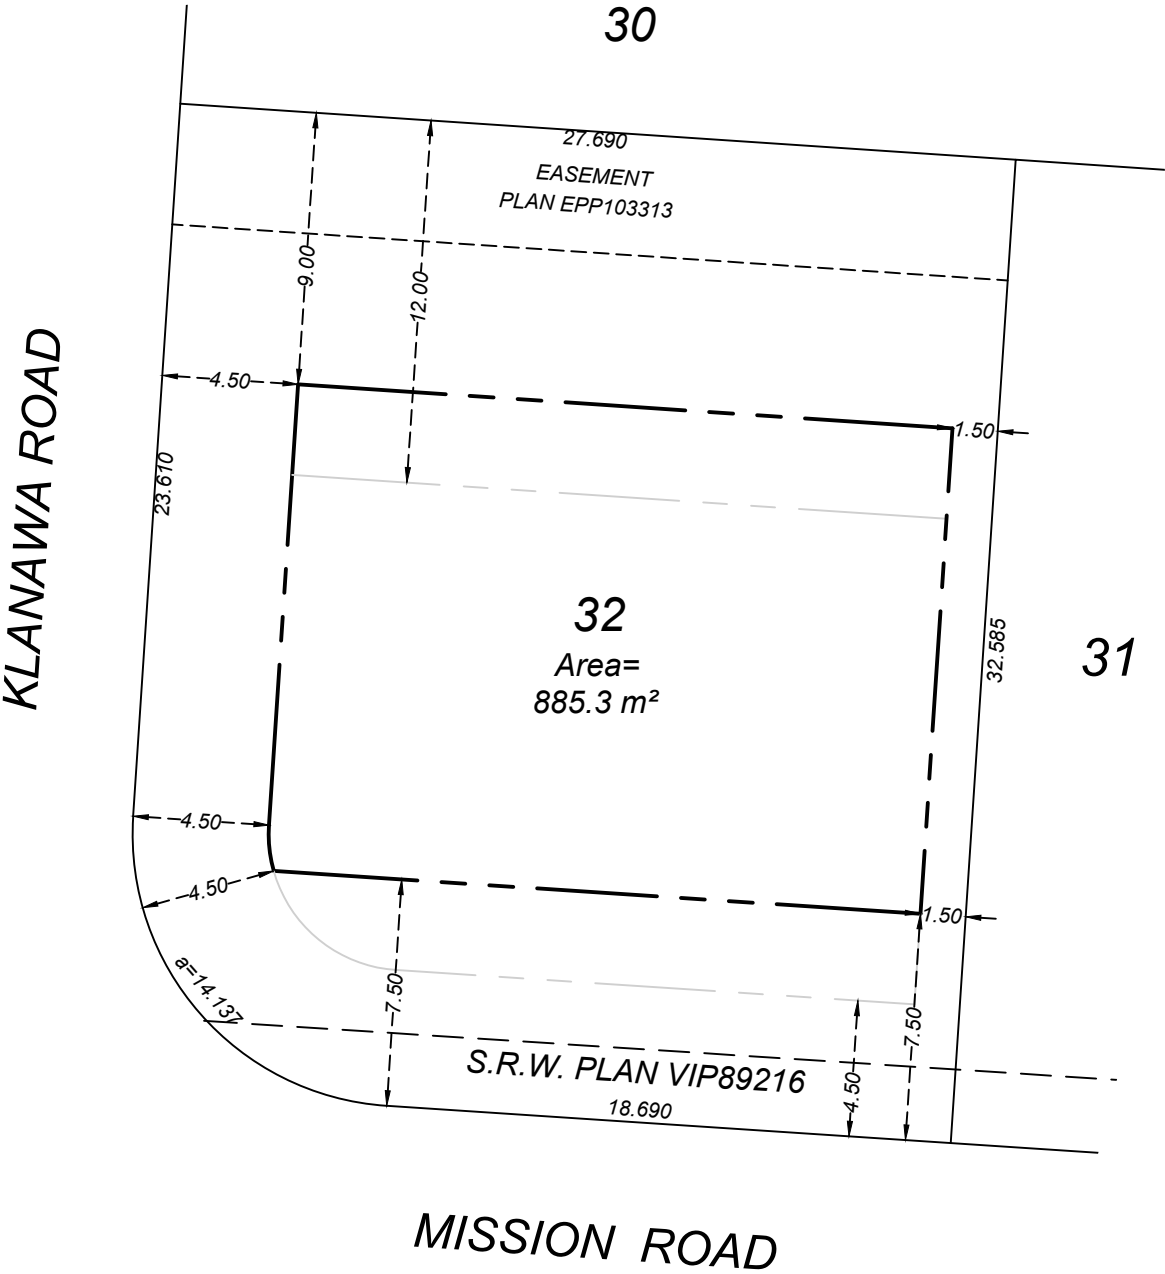 30
27.690
EASEMENT
PLAN EPP103313
9.00
12.00
4.50
1.50
KLANAWA ROAD
23.610
32
Area=
885.3 m²
32.585
31
4.50
4.50
1.50
a=14.137
7.50
7.50
4.50
S.R.W. PLAN VIP89216
18.690
MISSION ROAD